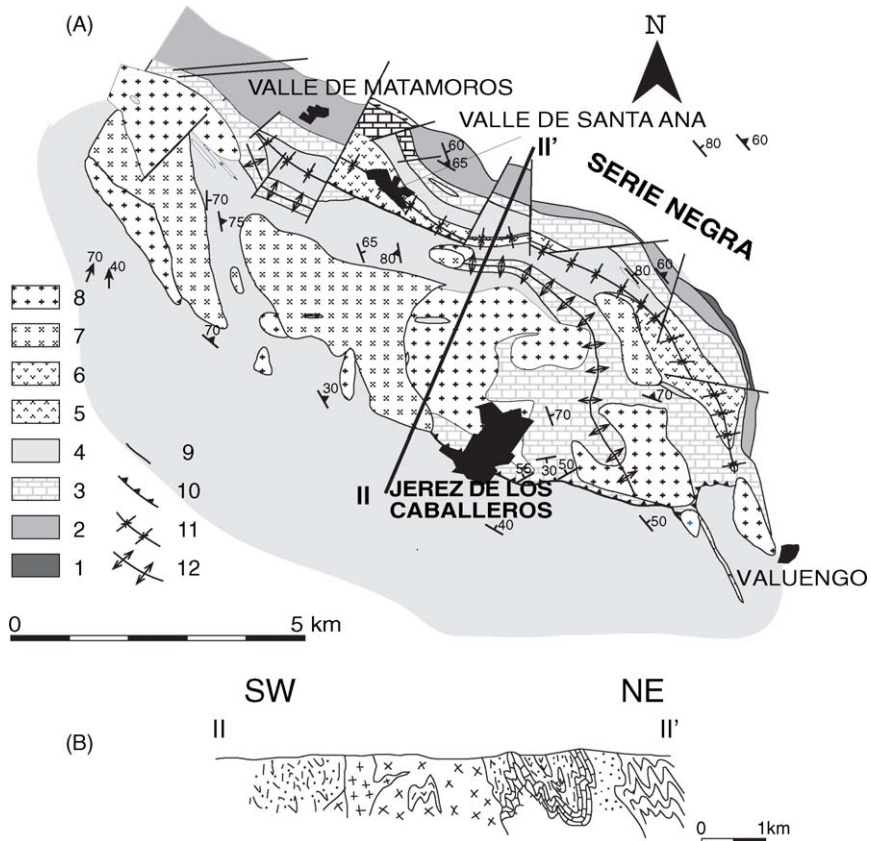 (A)
N
VALLE DE MATAMOROS
VALLE DE SANTA ANA
II'
60
65
80
60
SERIE NEGRA
70
75
65
80
70
40
80
60
8
7
70
6
5
30
70
70
4
9
55
30
50
3
10
II
JEREZ DE LOS
CABALLEROS
2
11
40
50
1
12
VALUENGO
0
5 km
SW
NE
II
II'
(B)
0
1km